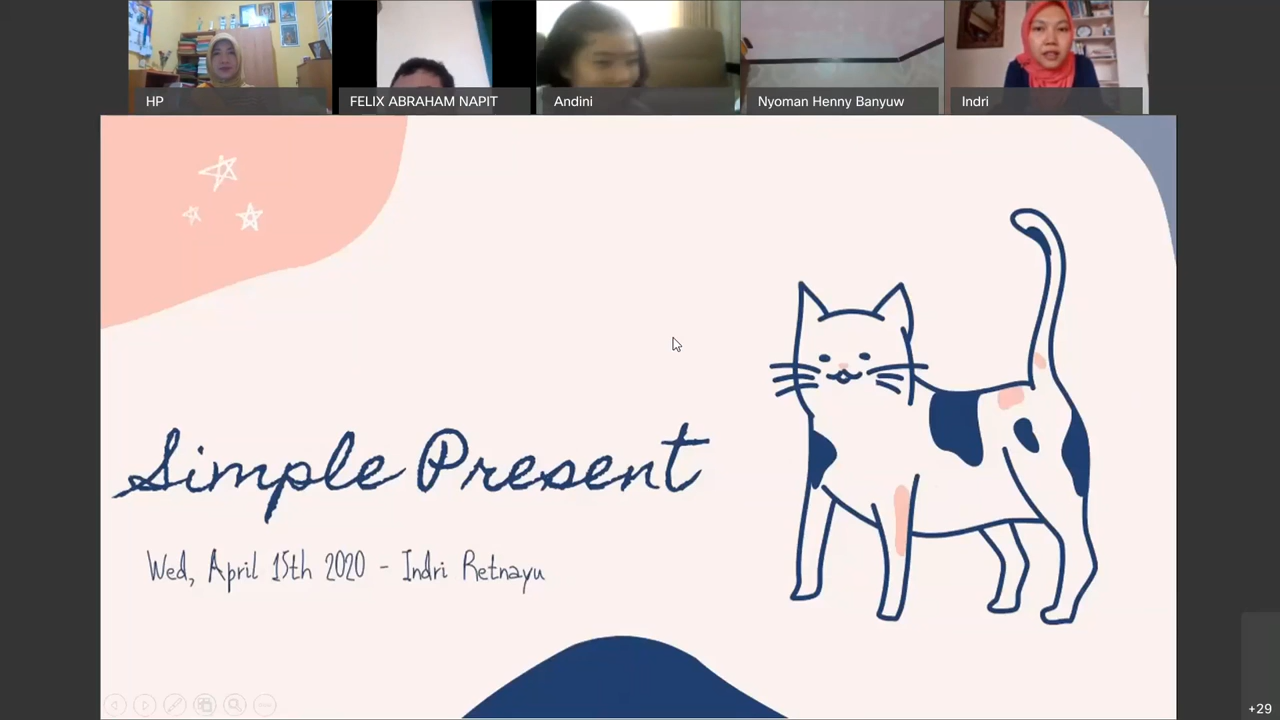 HP
FELIX ABRAHAM NAPIT
Andini
Nyoman Henny Banyuw
Indri
Simple Present
Wed, April 15th 2020 - Indri Retnayu
+29